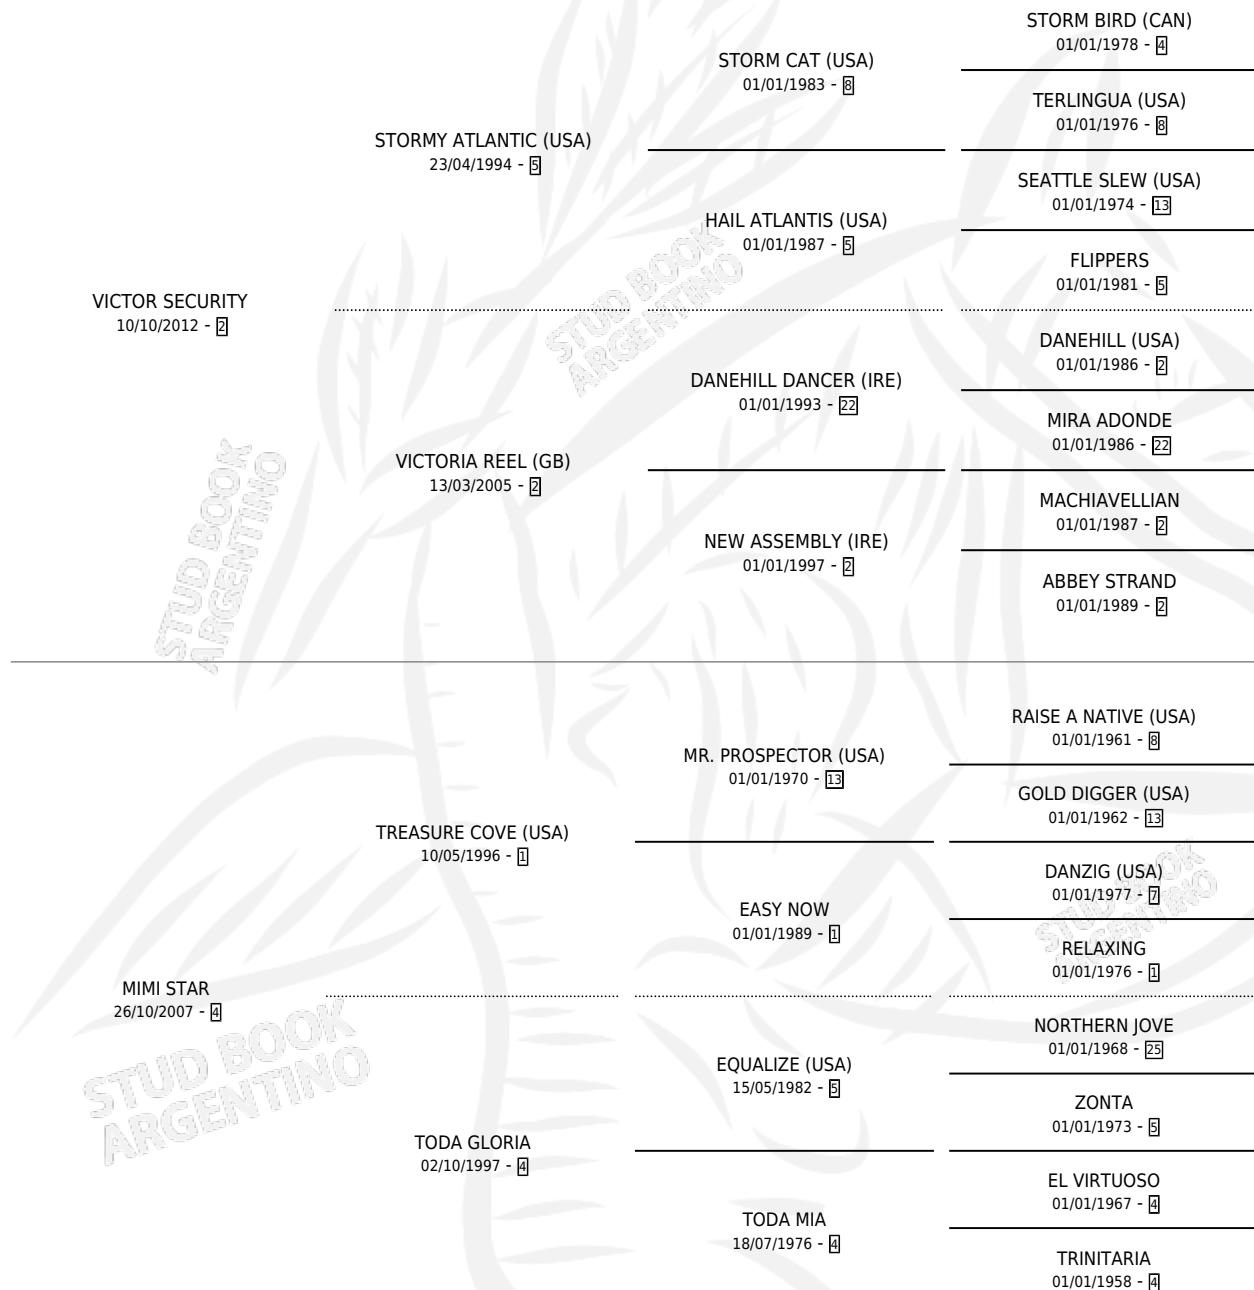 STORM BIRD (CAN)
01/01/1978 - 4
STORM CAT (USA)
01/01/1983 - 8
TERLINGUA (USA)
01/01/1976 - 8
STORMY ATLANTIC (USA)
23/04/1994 - 5
SEATTLE SLEW (USA)
01/01/1974 - 13
HAIL ATLANTIS (USA)
01/01/1987 - 5
FLIPPERS
01/01/1981 - 5
VICTOR SECURITY
10/10/2012 - 2
DANEHILL (USA)
01/01/1986 - 2
DANEHILL DANCER (IRE)
01/01/1993 - 22
MIRA ADONDE
01/01/1986 - 22
VICTORIA REEL (GB)
13/03/2005 - 2
MACHIAVELLIAN
01/01/1987 - 2
NEW ASSEMBLY (IRE)
01/01/1997 - 2
ABBEY STRAND
01/01/1989 - 2
STUD BOOK
ARGENTINO
STUD BOOK
ARGENTINO
RAISE A NATIVE (USA)
01/01/1961 - 8
MR. PROSPECTOR (USA)
01/01/1970 - 13
GOLD DIGGER (USA)
01/01/1962 - 13
TREASURE COVE (USA)
10/05/1996 - 1
DANZIG (USA)
01/01/1977 - 7
EASY NOW
01/01/1989 - 1
RELAXING
01/01/1976 - 1
MIMI STAR
26/10/2007 - 4
NORTHERN JOVE
01/01/1968 - 25
EQUALIZE (USA)
15/05/1982 - 5
ZONTA
01/01/1973 - 5
TODA GLORIA
02/10/1997 - 4
EL VIRTUOSO
01/01/1967 - 4
TODA MIA
18/07/1976 - 4
TRINITARIA
01/01/1958 - 4
STUD BOOK
ARGENTINO
STUD BOOK
ARGENTINO